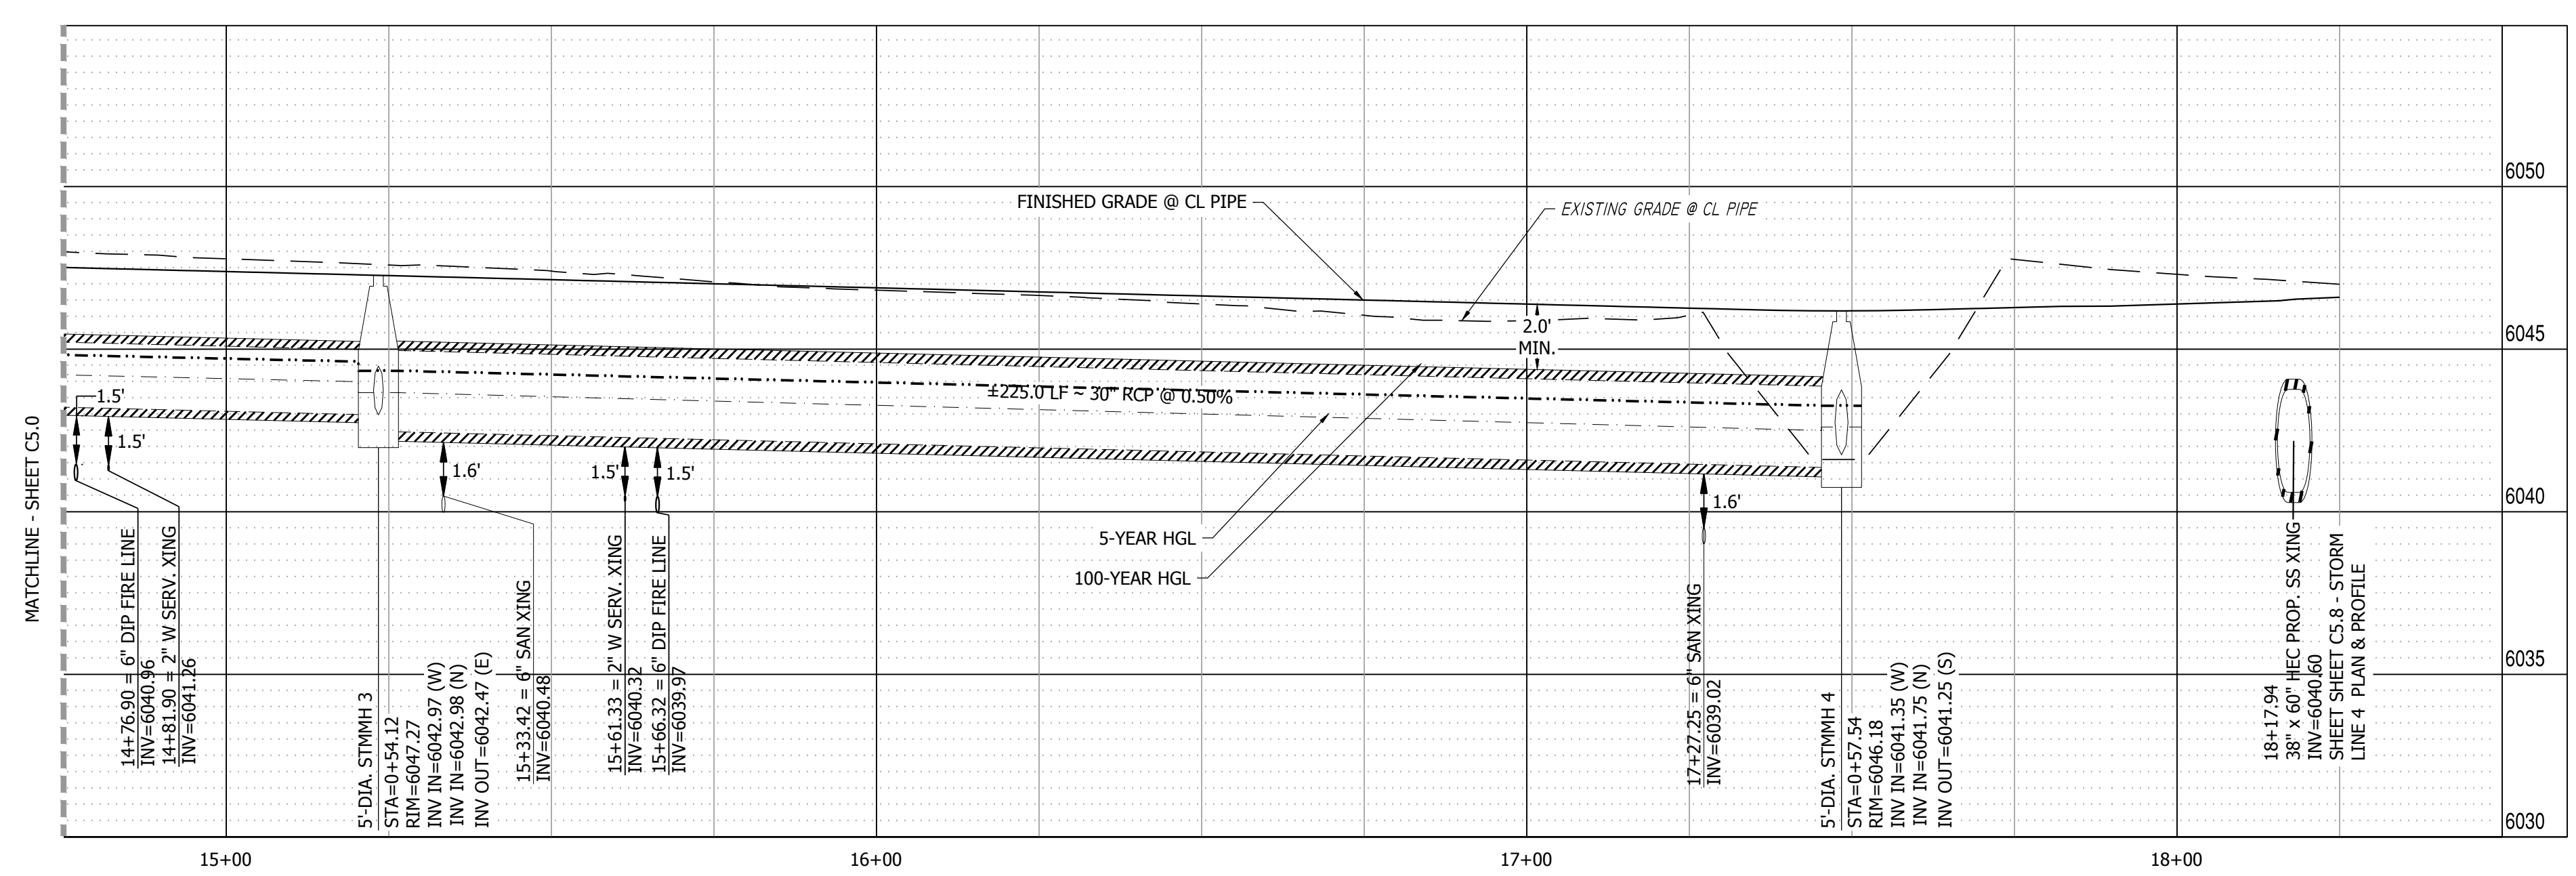 6050
FINISHED GRADE @ CL PIPE
EXISTING GRADE @ CL PIPE
6045
2.0'
MIN.
±225.0 LF ~ 30" RCP @ 0.50%
1.5'
1.5'
1.6'
1.5'
1.5'
1.6'
6040
5-YEAR HGL
100-YEAR HGL
6035
6030
MATCHLINE - SHEET C5.0
14+76.90 = 6" DIP FIRE LINE
INV=6040.96
14+81.90 = 2" W SERV. XING
INV=6041.26
5'-DIA. STMMH 3
STA=0+54.12
RIM=6047.27
INV IN=6042.97 (W)
INV IN=6042.98 (N)
INV OUT=6042.47 (E)
15+33.42 = 6" SAN XING
INV=6040.48
15+61.33 = 2" W SERV. XING
INV=6040.32
15+66.32 = 6" DIP FIRE LINE
INV=6039.97
17+27.25 = 6" SAN XING
INV=6039.02
5'-DIA. STMMH 4
STA=0+57.54
RIM=6046.18
INV IN=6041.35 (W)
INV IN=6041.75 (N)
INV OUT=6041.25 (S)
18+17.94
38" x 60" HEC PROP. SS XING
INV=6040.60
SHEET SHEET C5.8 - STORM
LINE 4 PLAN & PROFILE
15+00
16+00
17+00
18+00